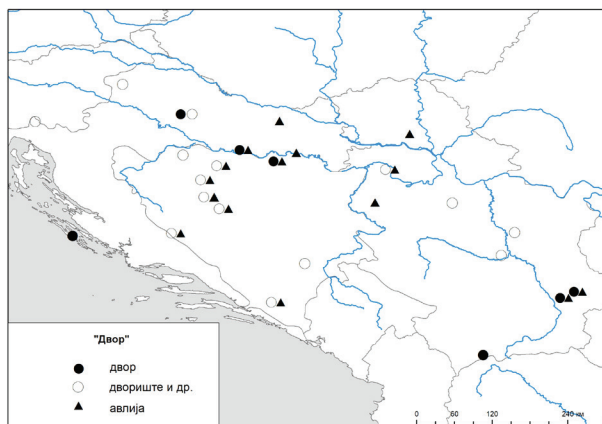 "Двор"
двор
двориште и др.
авлија
0 60 120 240 км